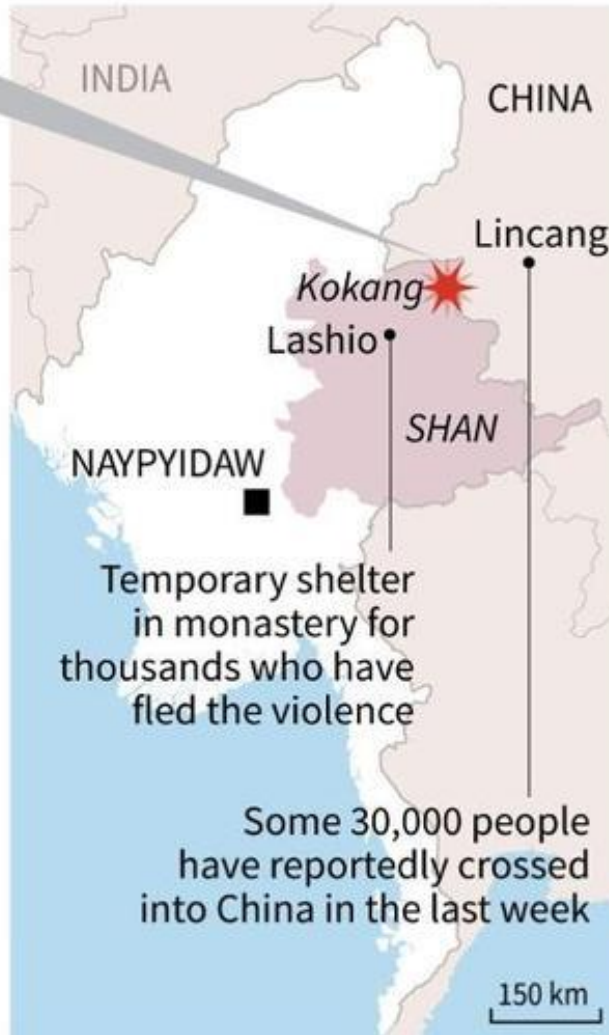 INDIA
CHINA
Lincang
Kokang
Lashio
SHAN
NAYPYIDAW
Temporary shelter
in monastery for
thousands who have
fled the violence
Some 30,000 people
have reportedly crossed
into China in the last week
150 km